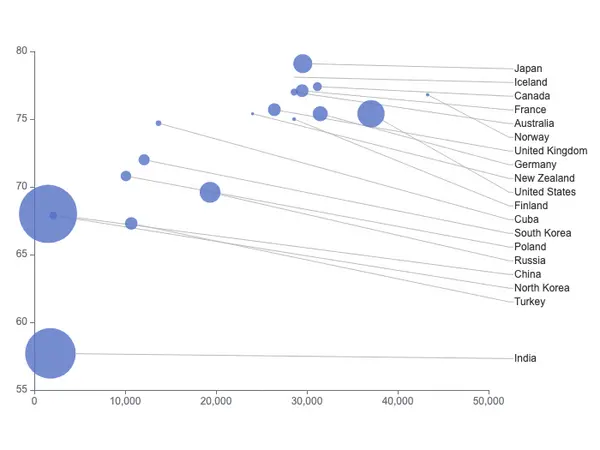 80
75
70
65
60
55
0
10,000
20,000
30,000
40,000
50,000
Japan
Iceland
Canada
France
Australia
Norway
United Kingdom
Germany
New Zealand
United States
Finland
Cuba
South Korea
Poland
Russia
China
North Korea
Turkey
India